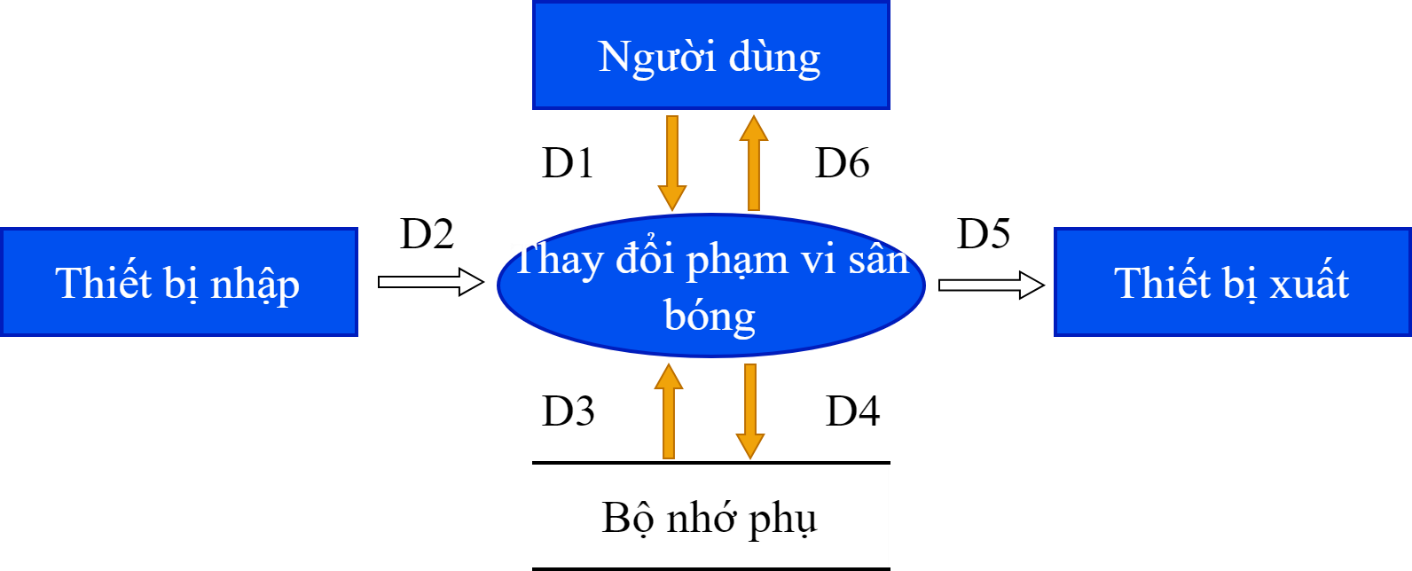 Người dùng
D1
D6
Thiết bị nhập
D2
Thay đổi phạm vi sân
bóng
D5
Thiết bị xuất
D3
D4
Bộ nhớ phụ